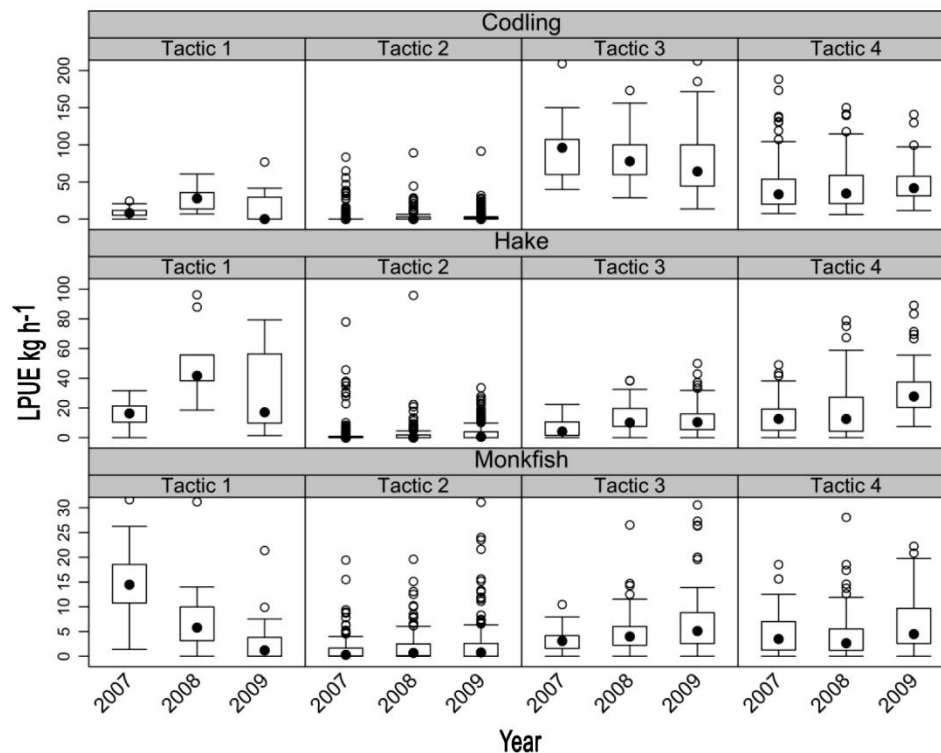 Codling
Tactic 1 Tactic 2 Tactic 3 Tactic 4
200
150
100
50
0
Hake
Tactic 1 Tactic 2 Tactic 3 Tactic 4
100
80
60
40
20
0
Monkfish
Tactic 1 Tactic 2 Tactic 3 Tactic 4
30
25
20
15
10
5
0
LPUE kg h-1
2007 2008 2009 2007 2008 2009 2007 2008 2009 2007 2008 2009
Year